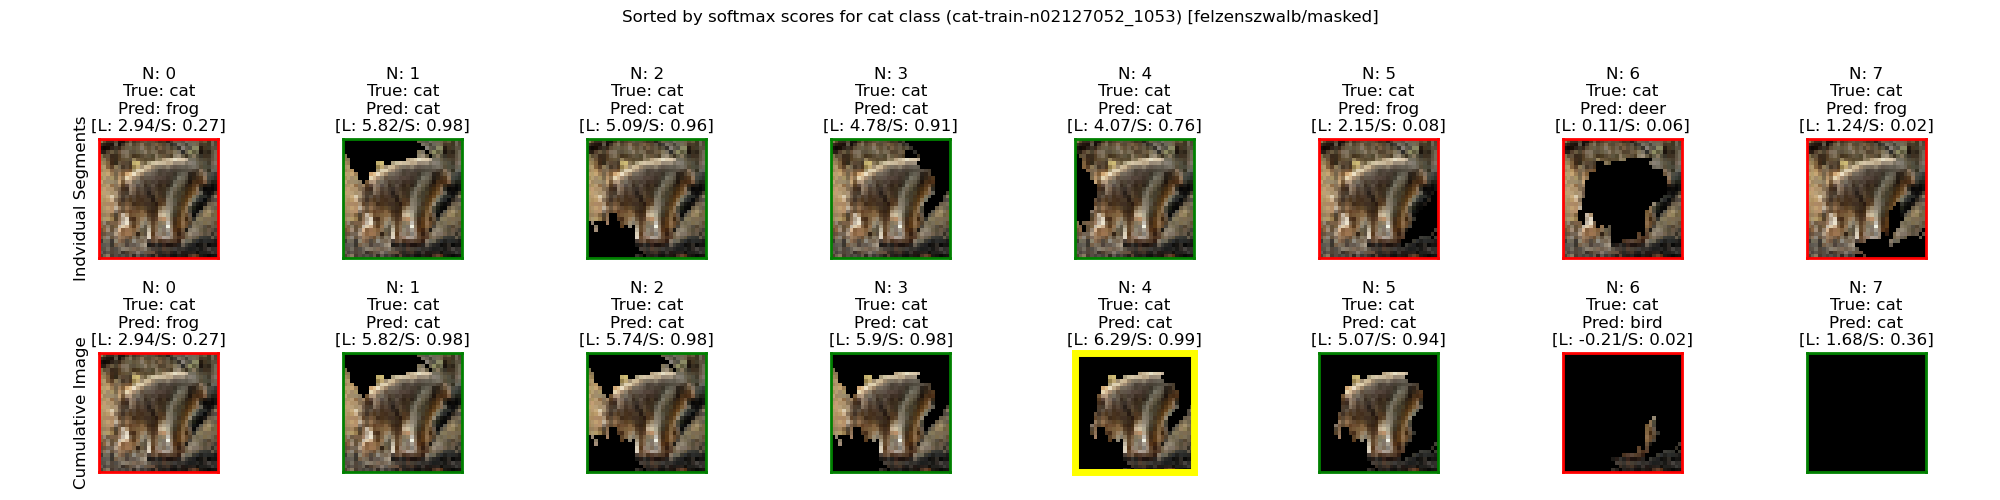 Sorted by softmax scores for cat class (cat-train-n02127052_1053) [felzenszwalb/masked]
Individual Segments
N: 0
True: cat
Pred: frog
[L: 2.94/S: 0.27]
N: 1
True: cat
Pred: cat
[L: 5.82/S: 0.98]
N: 2
True: cat
Pred: cat
[L: 5.09/S: 0.96]
N: 3
True: cat
Pred: cat
[L: 4.78/S: 0.91]
N: 4
True: cat
Pred: cat
[L: 4.07/S: 0.76]
N: 5
True: cat
Pred: frog
[L: 2.15/S: 0.08]
N: 6
True: cat
Pred: deer
[L: 0.11/S: 0.06]
N: 7
True: cat
Pred: frog
[L: 1.24/S: 0.02]
Cumulative Image
N: 0
True: cat
Pred: frog
[L: 2.94/S: 0.27]
N: 1
True: cat
Pred: cat
[L: 5.82/S: 0.98]
N: 2
True: cat
Pred: cat
[L: 5.74/S: 0.98]
N: 3
True: cat
Pred: cat
[L: 5.9/S: 0.98]
N: 4
True: cat
Pred: cat
[L: 6.29/S: 0.99]
N: 5
True: cat
Pred: cat
[L: 5.07/S: 0.94]
N: 6
True: cat
Pred: bird
[L: -0.21/S: 0.02]
N: 7
True: cat
Pred: cat
[L: 1.68/S: 0.36]